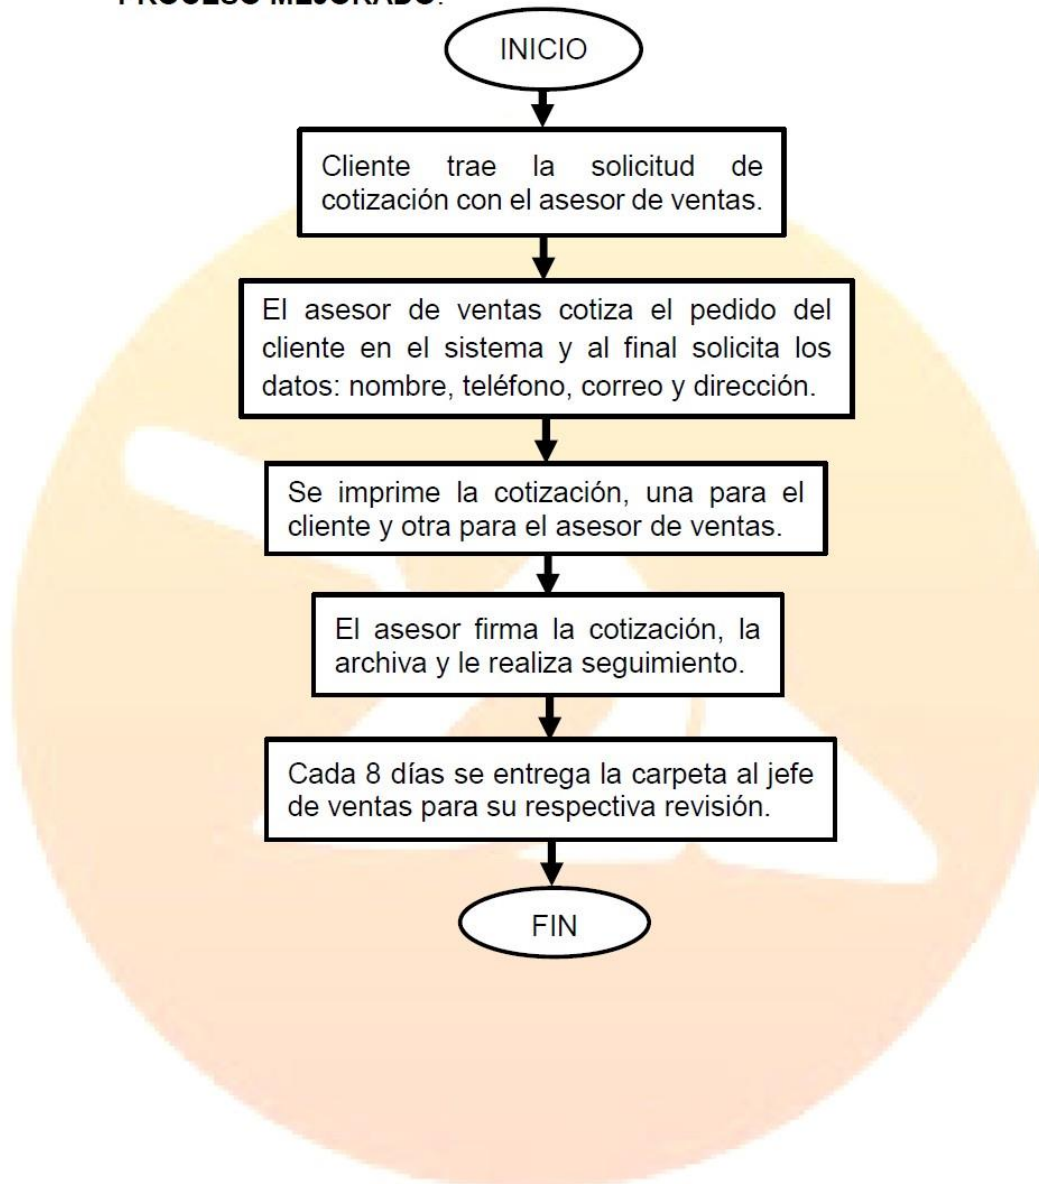 PROCESO MEJORADO:
INICIO
Cliente trae la solicitud de
cotización con el asesor de ventas.
El asesor de ventas cotiza el pedido del
cliente en el sistema y al final solicita los
datos: nombre, teléfono, correo y dirección.
Se imprime la cotización, una para el
cliente y otra para el asesor de ventas.
El asesor firma la cotización, la
archiva y le realiza seguimiento.
Cada 8 días se entrega la carpeta al jefe
de ventas para su respectiva revisión.
FIN